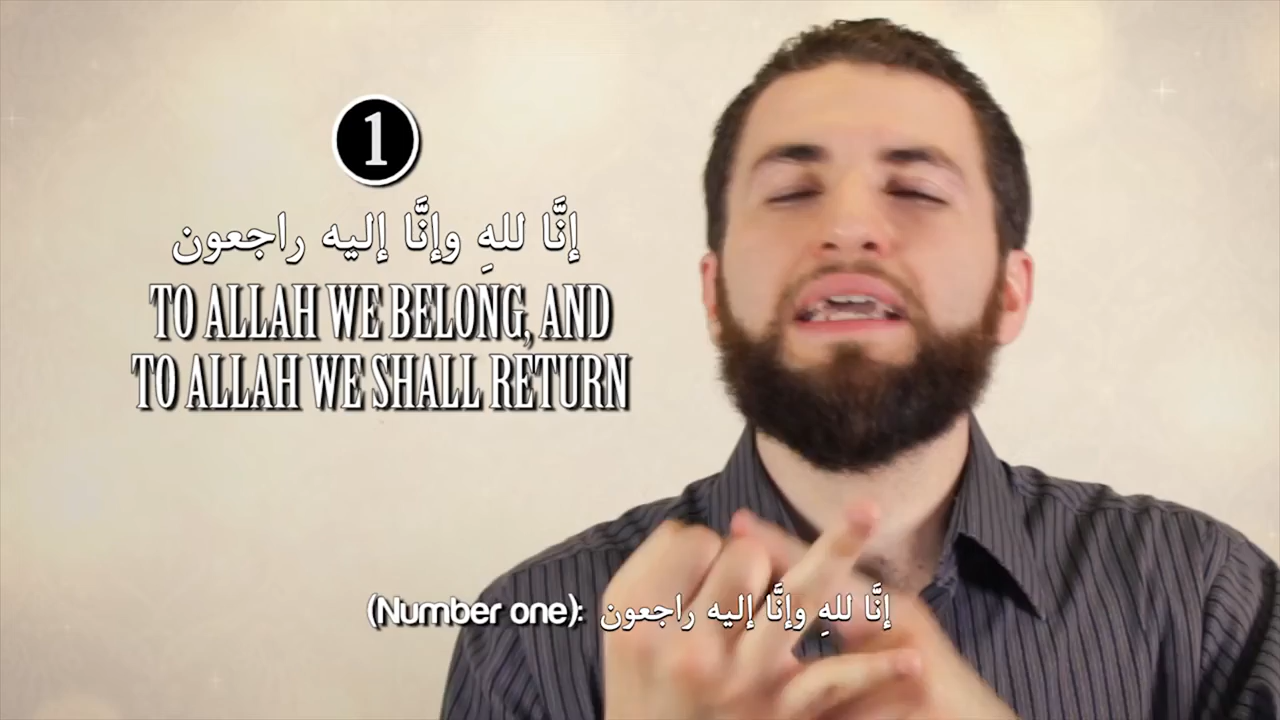 1
إنَّا للهِ وإنَّا إليه راجعون
TO ALLAH WE BELONG, AND
TO ALLAH WE SHALL RETURN
(Number one): إنَّا للهِ وإنَّا إليه راجعون